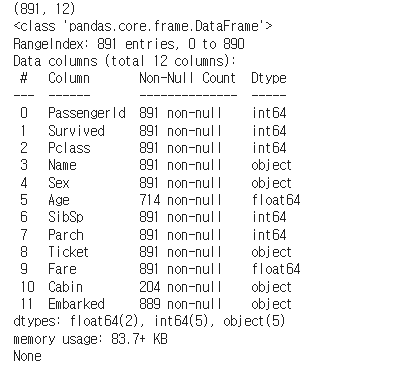 (891, 12)
<class 'pandas.core.frame.DataFrame'>
RangeIndex: 891 entries, 0 to 890
Data columns (total 12 columns):
 #   Column       Non-Null Count  Dtype
---  ------       --------------  -----
 0   PassengerId  891 non-null    int64
 1   Survived     891 non-null    int64
 2   Pclass       891 non-null    int64
 3   Name         891 non-null    object
 4   Sex          891 non-null    object
 5   Age          714 non-null    float64
 6   SibSp        891 non-null    int64
 7   Parch        891 non-null    int64
 8   Ticket       891 non-null    object
 9   Fare         891 non-null    float64
 10  Cabin        204 non-null    object
 11  Embarked     889 non-null    object
dtypes: float64(2), int64(5), object(5)
memory usage: 83.7+ KB
None